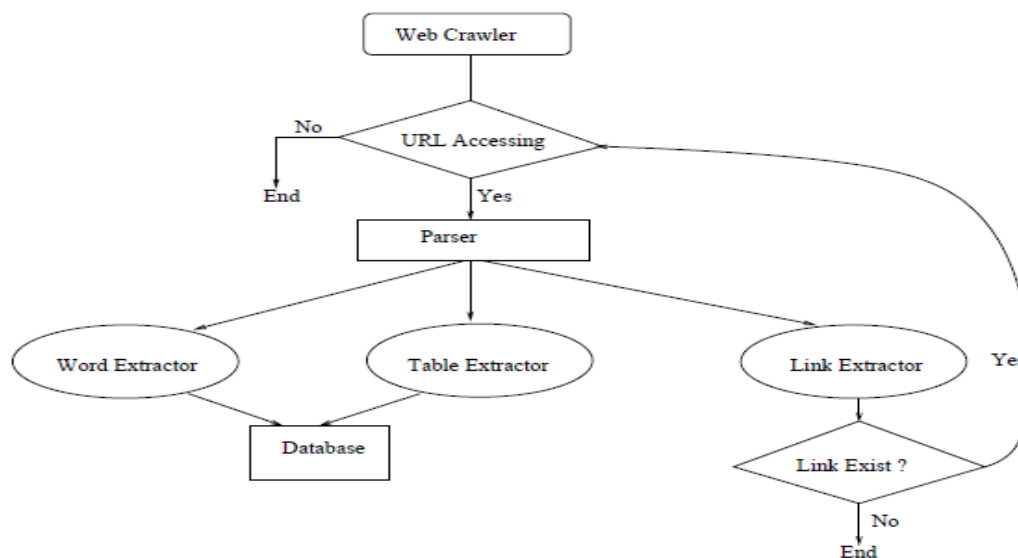 Web Crawler
No
URL Accessing
End
Yes
Parser
Word Extractor
Table Extractor
Link Extractor
Yes
Database
Link Exist ?
No
End